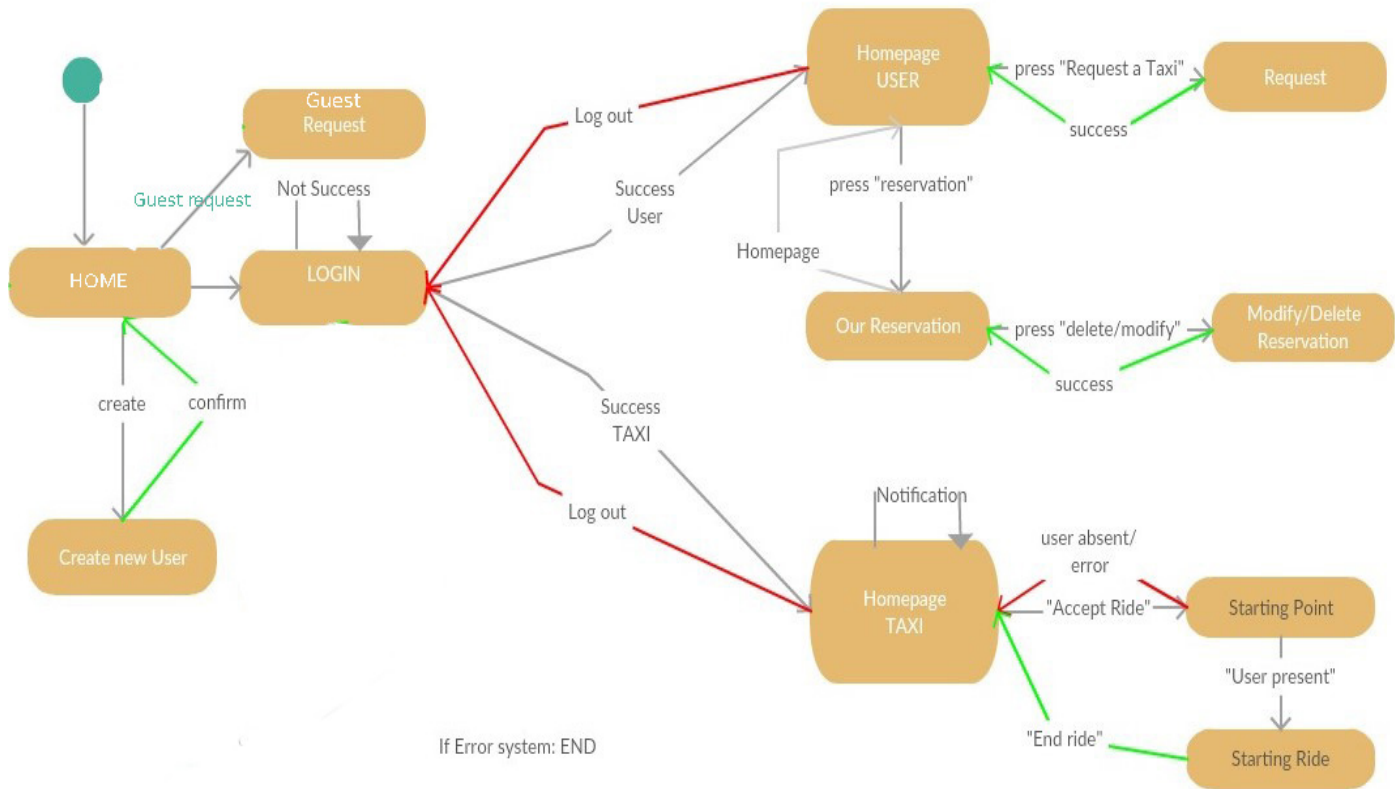 Homepage
USER
press "Request a Taxi"
Request
success
Guest
Request
Log out
Guest request
Not Success
Success
User
press "reservation"
Homepage
HOME
LOGIN
Our Reservation
press "delete/modify"
Modify/Delete
Reservation
success
create
confirm
Success
TAXI
Log out
Notification
user absent/
error
Create new User
Homepage
TAXI
"Accept Ride"
Starting Point
"User present"
If Error system: END
"End ride"
Starting Ride